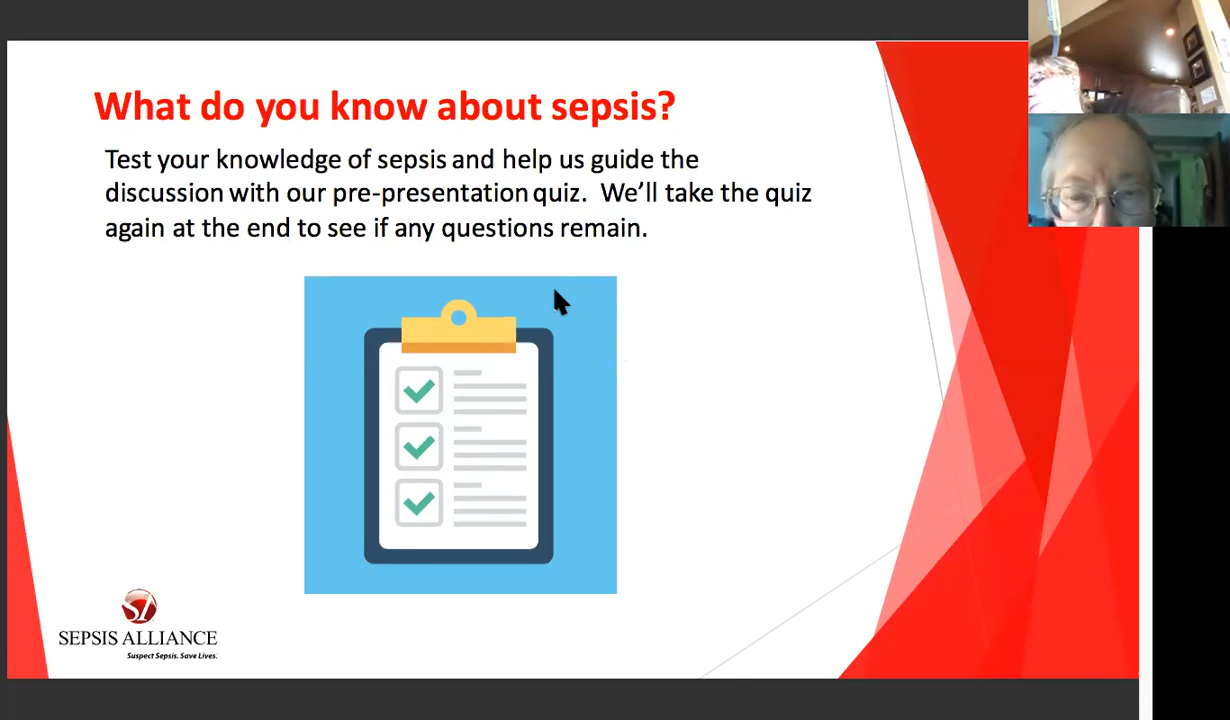 What do you know about sepsis?
Test your knowledge of sepsis and help us guide the
discussion with our pre-presentation quiz.  We'll take the quiz
again at the end to see if any questions remain.
SEPSIS ALLIANCE
Suspect Sepsis. Save Lives.